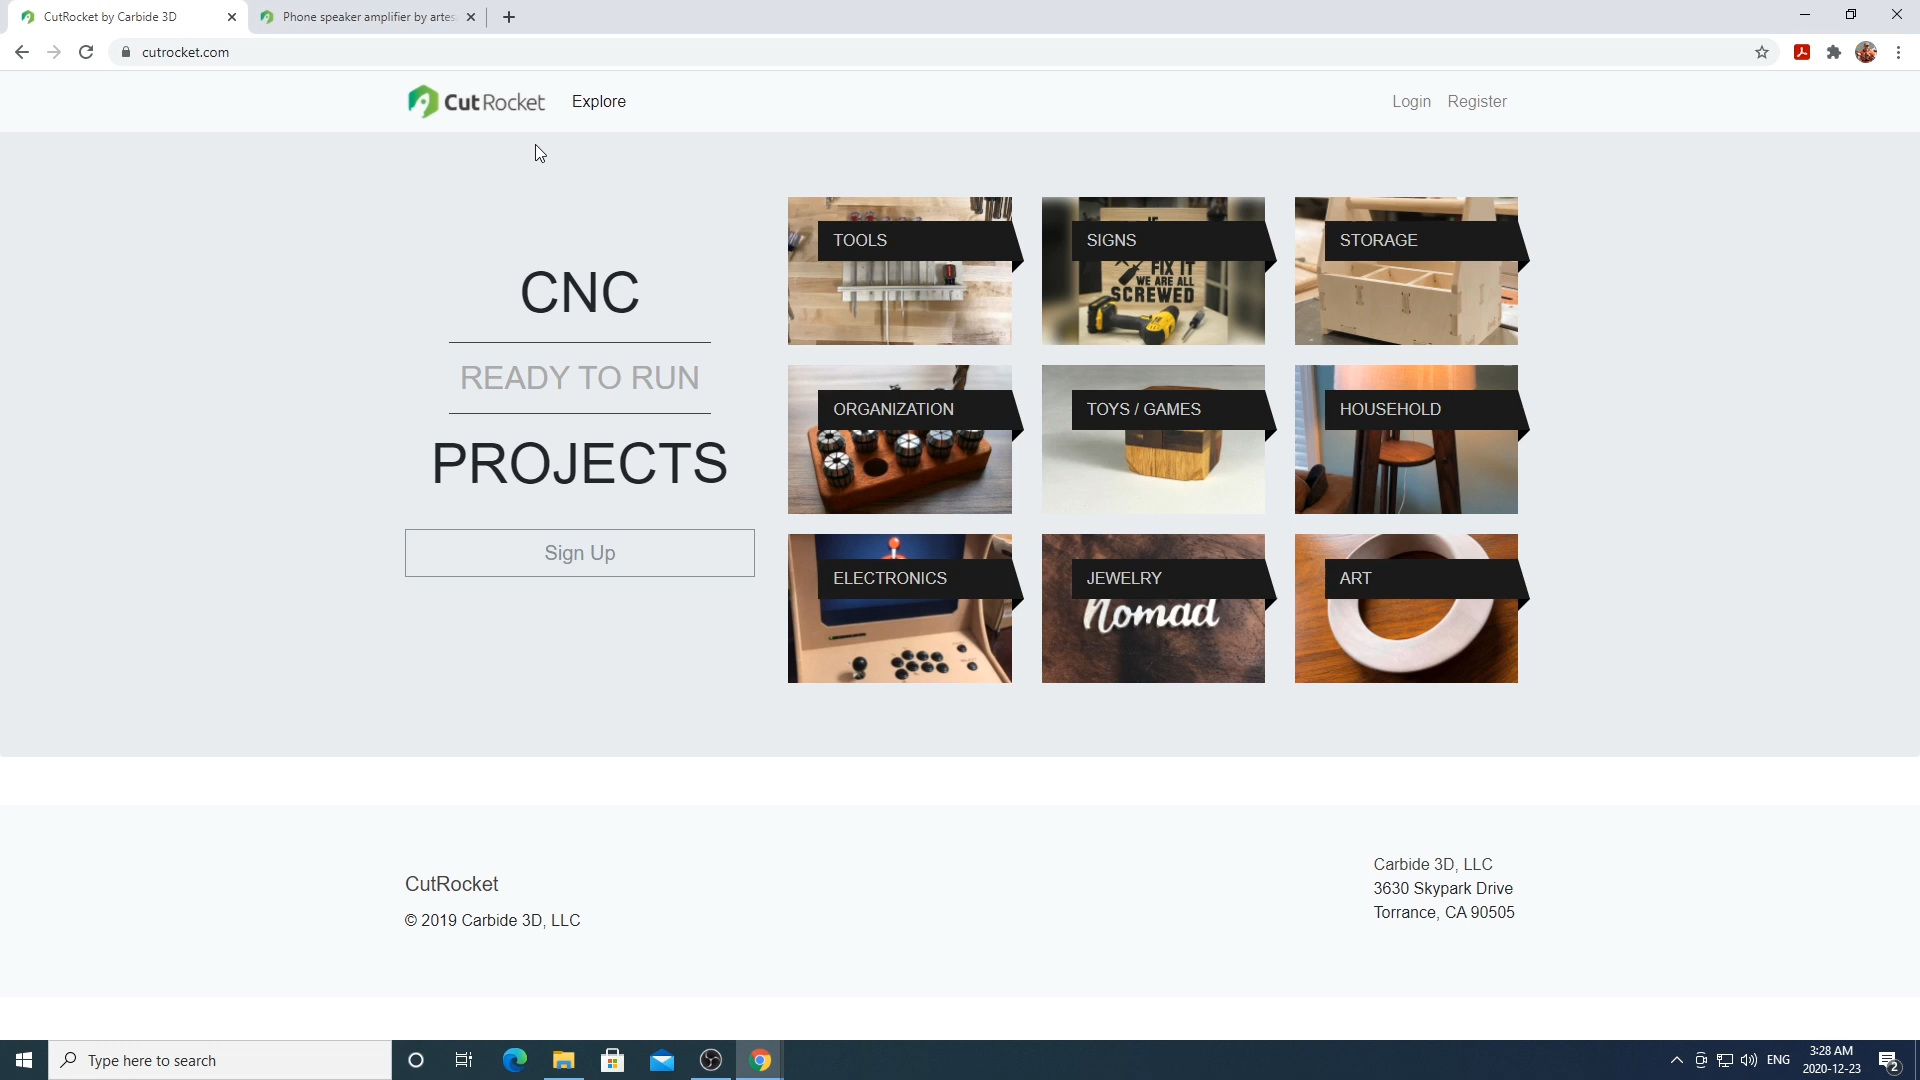 CutRocket by Carbide 3D
Phone speaker amplifier by artes
cutrocket.com
CutRocket
Explore
Login
Register
CNC
READY TO RUN
PROJECTS
Sign Up
TOOLS
SIGNS
FIX IT
WE ARE ALL
SCREWED
STORAGE
ORGANIZATION
TOYS / GAMES
HOUSEHOLD
ELECTRONICS
JEWELRY
Nomad
ART
CutRocket
© 2019 Carbide 3D, LLC
Carbide 3D, LLC
3630 Skypark Drive
Torrance, CA 90505
Type here to search
ENG
3:28 AM
2020-12-23
2